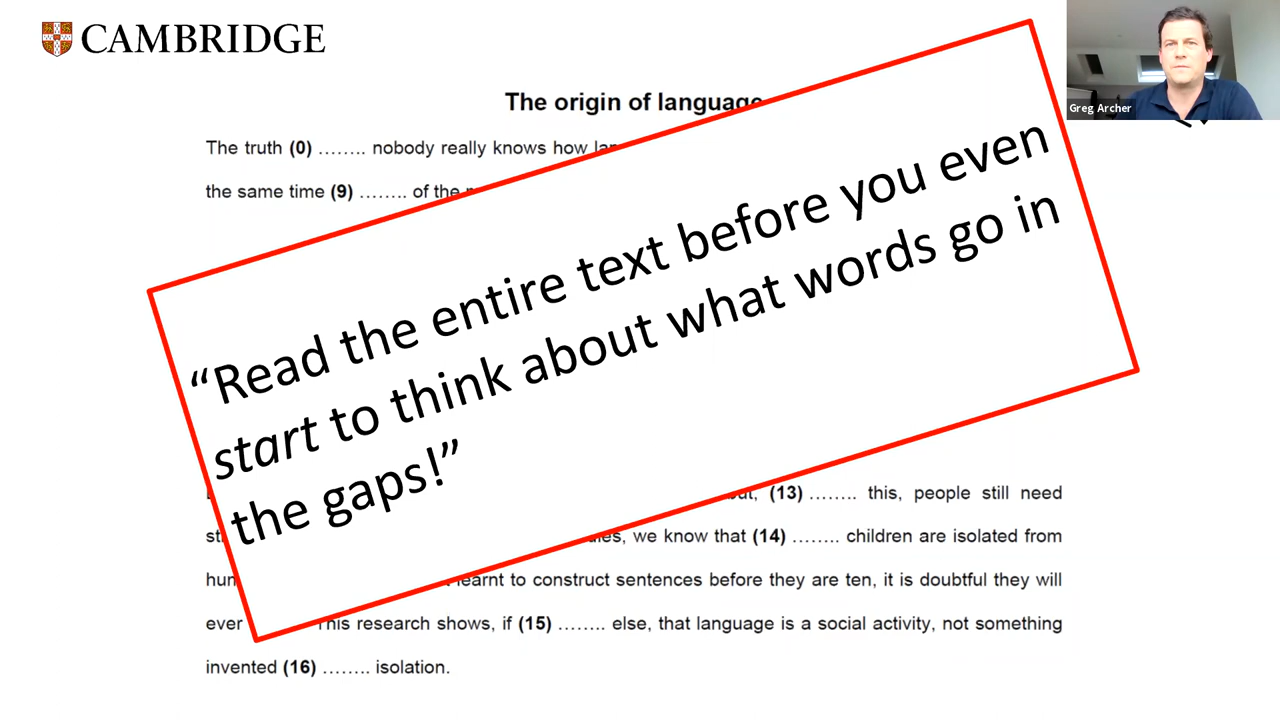 CAMBRIDGE
Greg Archer
The origin of language
The truth (0) ........ nobody really knows how
the same time (9) ........ of the
“Read the entire text before you even
start to think about what words go in
the gaps!”
(13) ........ this, people still need
we know that (14) ........ children are isolated from
learnt to construct sentences before they are ten, it is doubtful they will
ever This research shows, if (15) ........ else, that language is a social activity, not something
invented (16) ........ isolation.